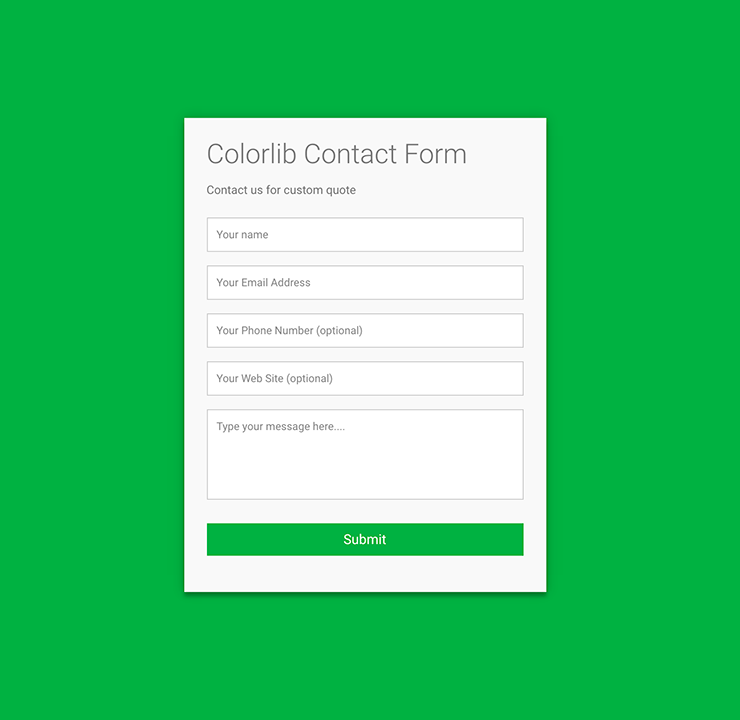 Colorlib Contact Form
Contact us for custom quote
Your name
Your Email Address
Your Phone Number (optional)
Your Web Site (optional)
Type your message here....
Submit